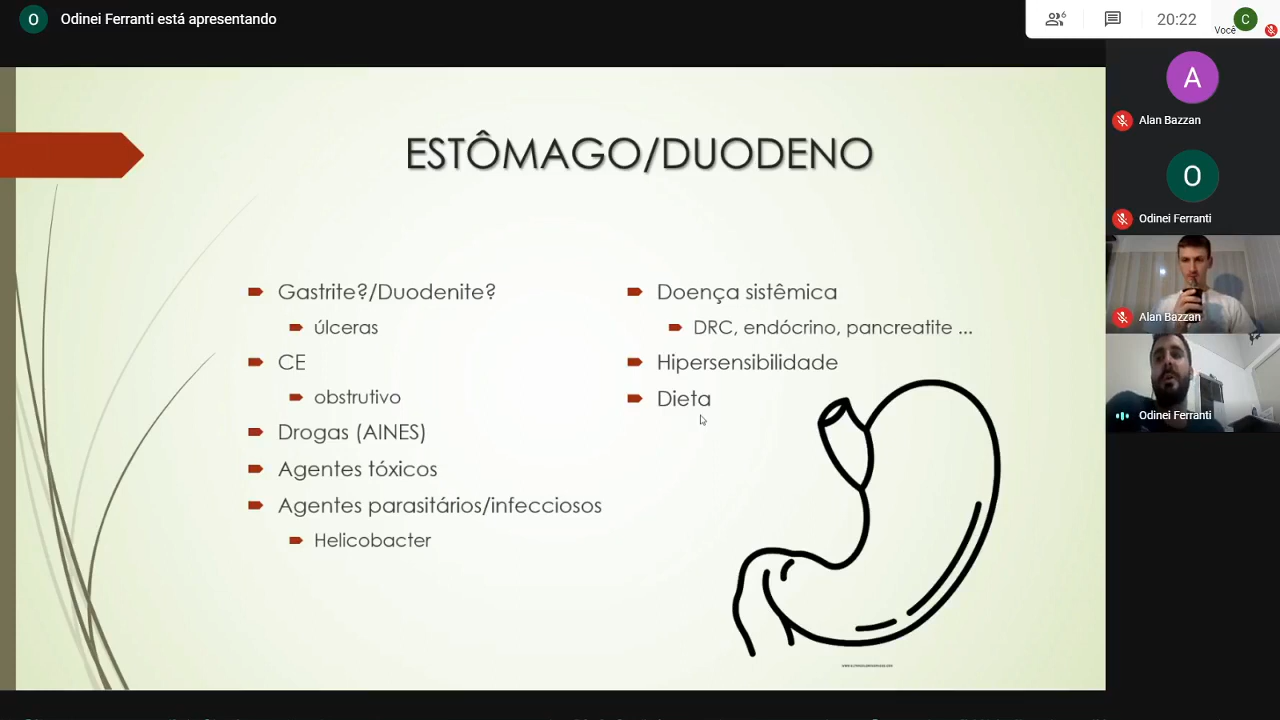 O
Odinei Ferranti está apresentando
6
20:22
Você
C
ESTÔMAGO/DUODENO
Gastrite?/Duodenite?
úlceras
CE
obstrutivo
Drogas (AINES)
Agentes tóxicos
Agentes parasitários/infecciosos
Helicobacter
Doença sistêmica
DRC, endócrino, pancreatite ...
Hipersensibilidade
Dieta
A
Alan Bazzan
O
Odinei Ferranti
Alan Bazzan
Odinei Ferranti